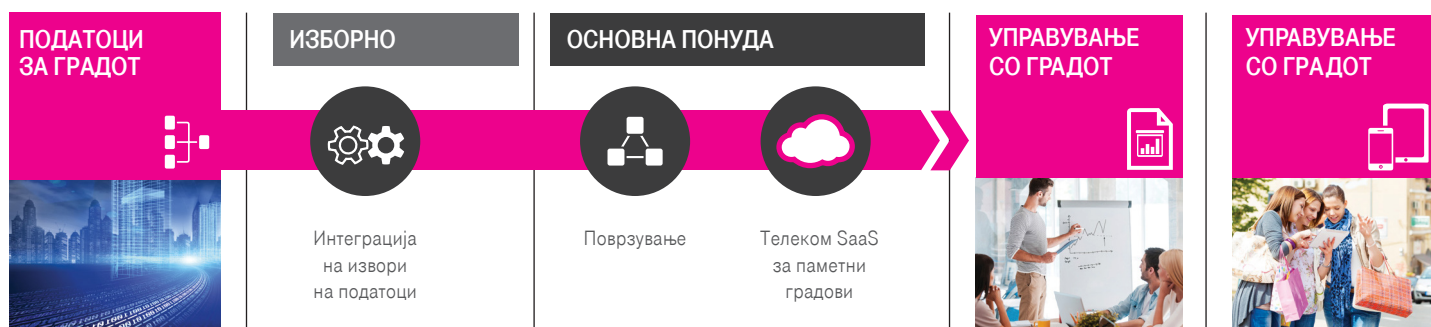 ПОДАТОЦИ
ЗА ГРАДОТ
ИЗБОРНО
Интеграција
на извори
на податоци
ОСНОВНА ПОНУДА
Поврзување
Телеком SaaS
за паметни
градови
УПРАВУВАЊЕ
СО ГРАДОТ
УПРАВУВАЊЕ
СО ГРАДОТ